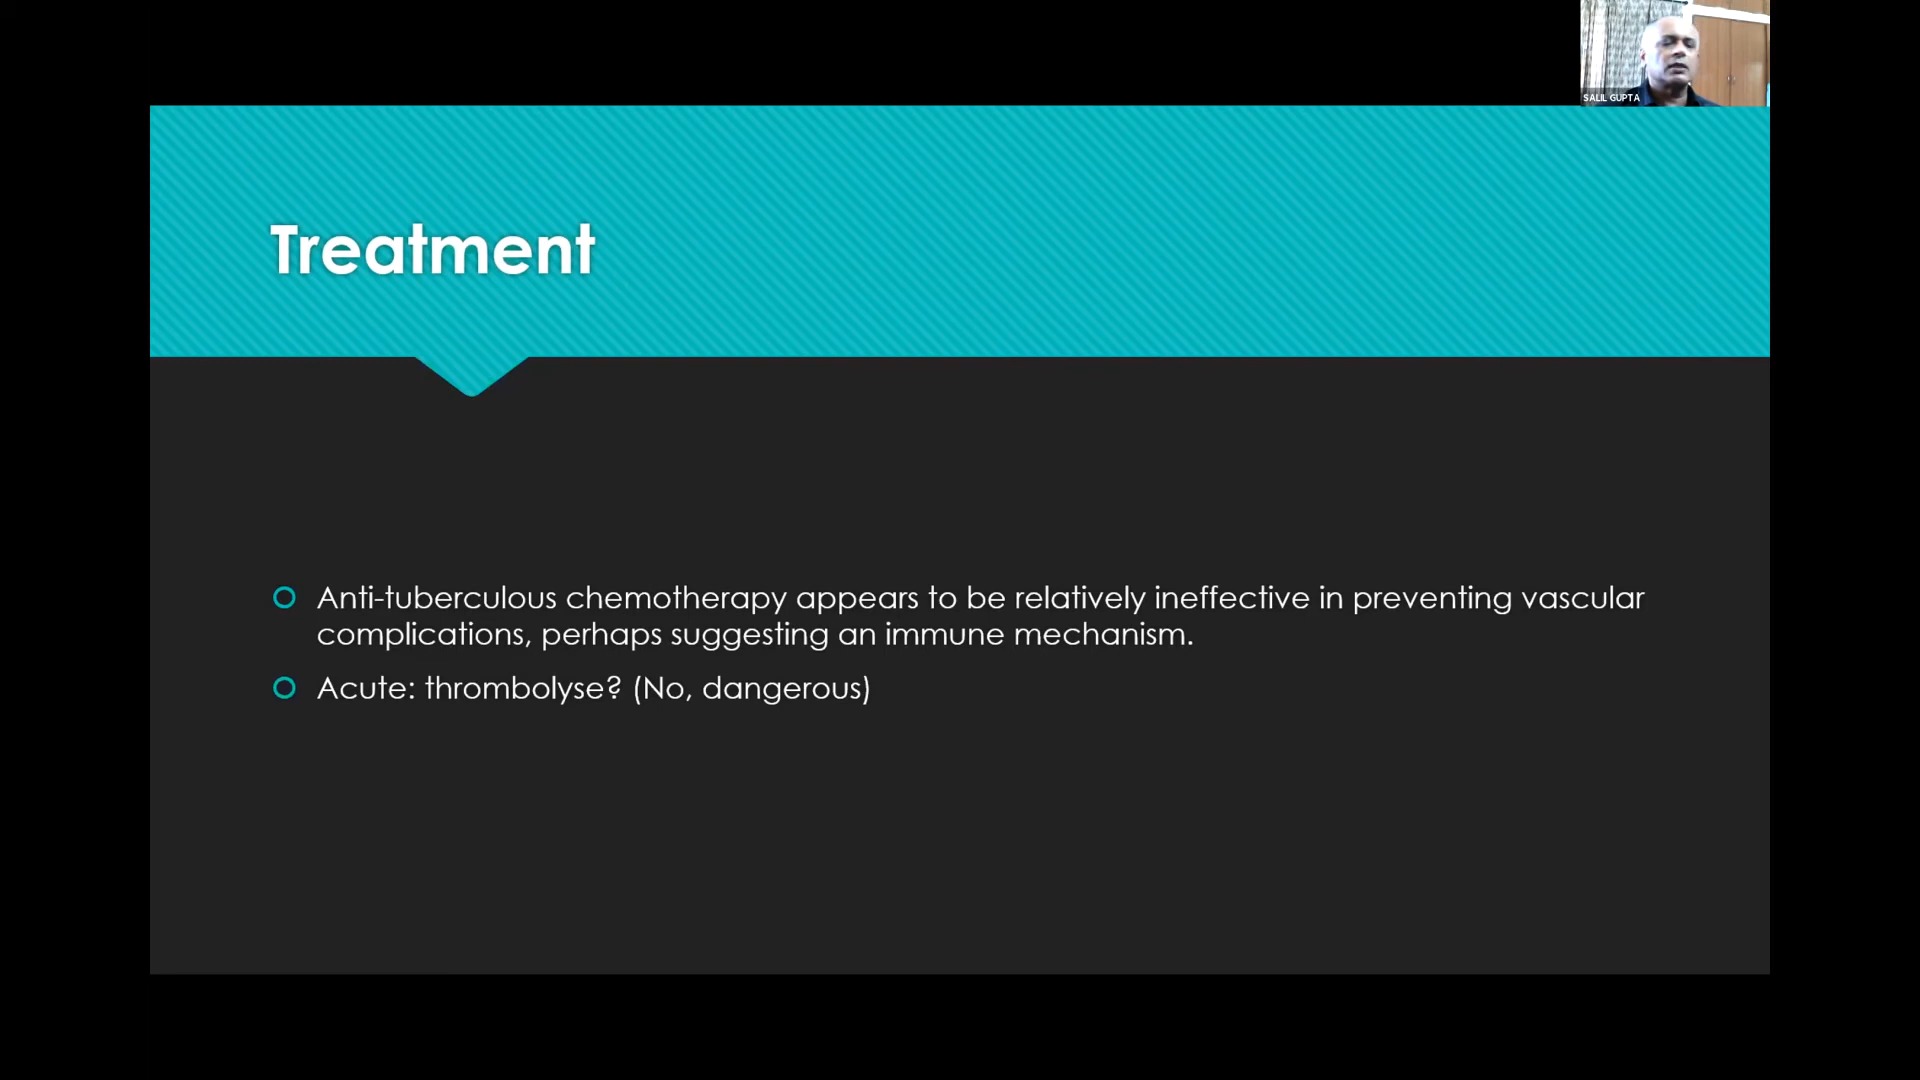 SALIL GUPTA
Treatment
Anti-tuberculous chemotherapy appears to be relatively ineffective in preventing vascular
complications, perhaps suggesting an immune mechanism.
Acute: thrombolyse? (No, dangerous)